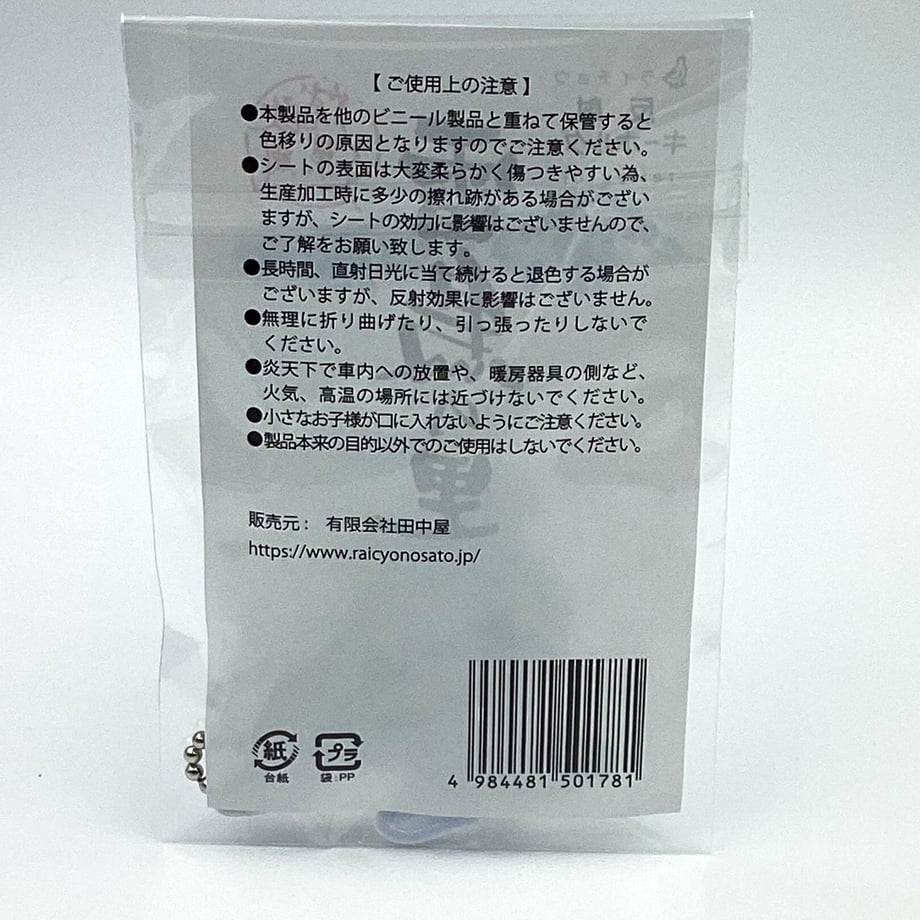 【ご使用上の注意】
●本製品を他のビニール製品と重ねて保管すると
色移りの原因となりますのでご注意ください。
●シートの表面は大変柔らかく傷つきやすい為、
生産加工時に多少の擦れ跡がある場合がござい
ますが、シートの効力に影響はございませんので、
ご了解をお願い致します。
●長時間、直射日光に当て続けると退色する場合が
ございますが、反射効果に影響はございません。
●無理に折り曲げたり、引っ張ったりしないで
ください。
●炎天下で車内への放置や、暖房器具の側など、
火気、高温の場所には近づけないでください。
●小さなお子様が口に入れないようにご注意ください。
●製品本来の目的以外でのご使用はしないでください。
販売元： 有限会社田中屋
https://www.raicyonosato.jp/
紙 プラ
台紙 袋:PP
4 984481 501781